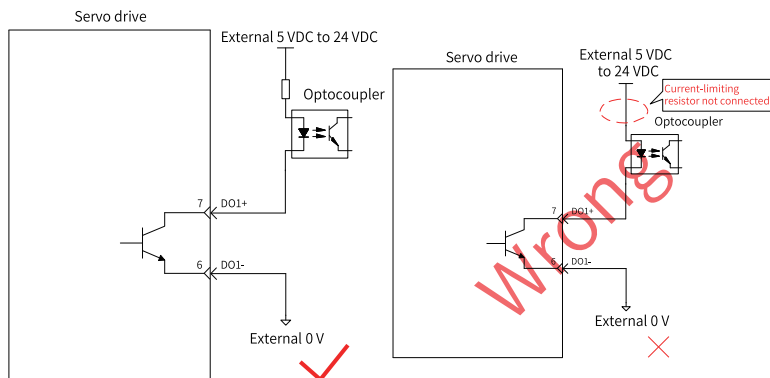 Servo drive
External 5 VDC to 24 VDC
Optocoupler
7
DO1+
6
DO1-
External 0 V
Servo drive
External 5 VDC
to 24 VDC
Current-limiting
resistor not connected
Optocoupler
7
DO1+
6
DO1-
External 0 V
Wrong